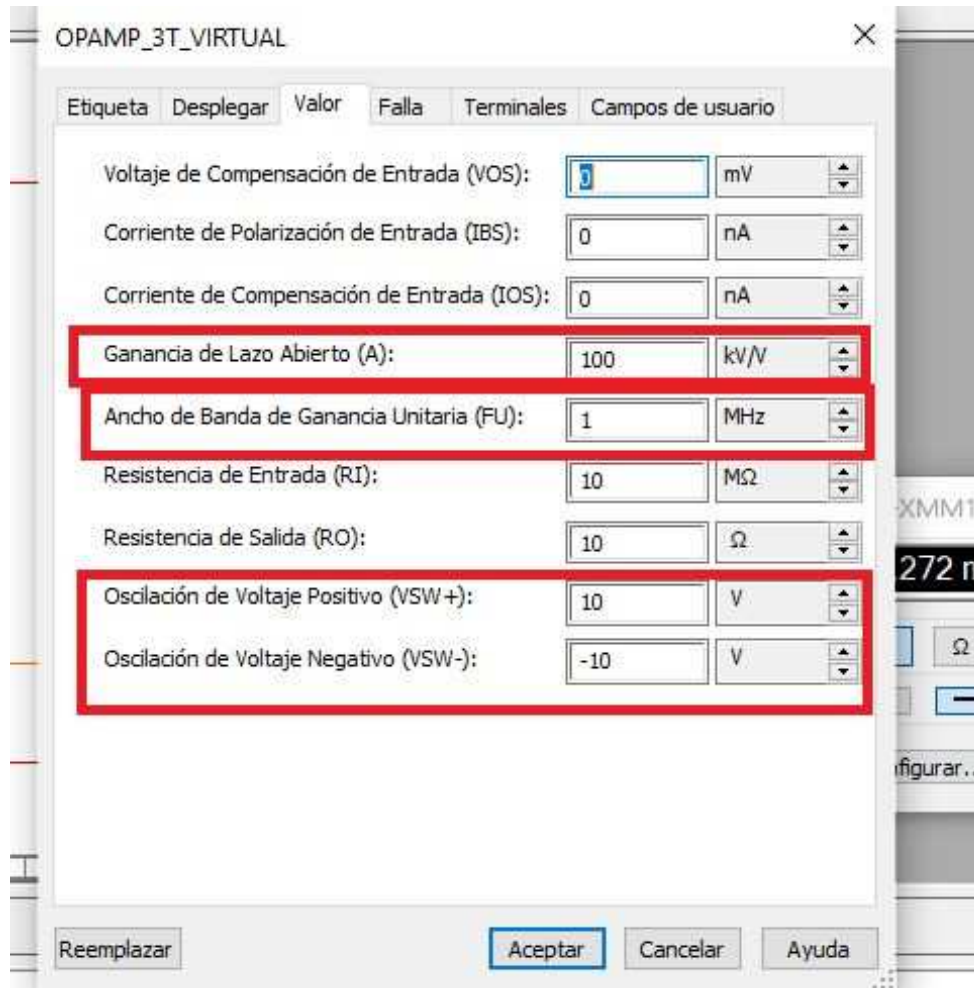 OPAMP_3T_VIRTUAL
Etiqueta Desplegar Valor Falla Terminales Campos de usuario
Voltaje de Compensación de Entrada (VOS): 0 mV
Corriente de Polarización de Entrada (IBS): 0 nA
Corriente de Compensación de Entrada (IOS): 0 nA
Ganancia de Lazo Abierto (A): 100 kV/V
Ancho de Banda de Ganancia Unitaria (FU): 1 MHz
Resistencia de Entrada (RI): 10 MΩ
XMM1
Resistencia de Salida (RO): 10 Ω
272 m
Oscilación de Voltaje Positivo (VSW+): 10 V
Oscilación de Voltaje Negativo (VSW-): -10 V
Ω
figurar..
Reemplazar Aceptar Cancelar Ayuda